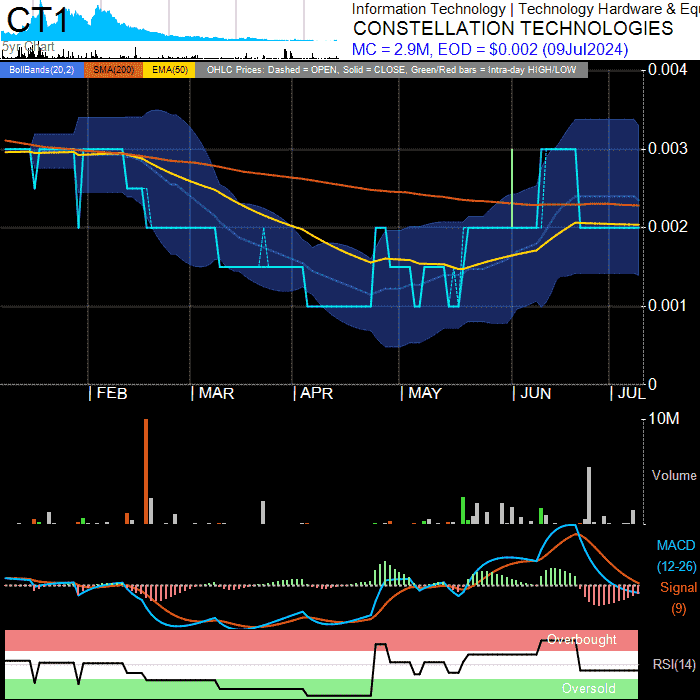 CT1
5yr Chart
Information Technology | Technology Hardware & Equ
CONSTELLATION TECHNOLOGIES
MC = 2.9M, EOD = $0.002 (09Jul2024)
BollBands(20,2) SMA(200) EMA(50) OHLC Prices: Dashed = OPEN, Solid = CLOSE, Green/Red bars = Intra-day HIGH/LOW
0.004
0.003
0.002
0.001
0
| FEB | MAR | APR | MAY | JUN | JUL
10M
Volume
MACD
(12-26)
Signal
(9)
Overbought
RSI(14)
Oversold